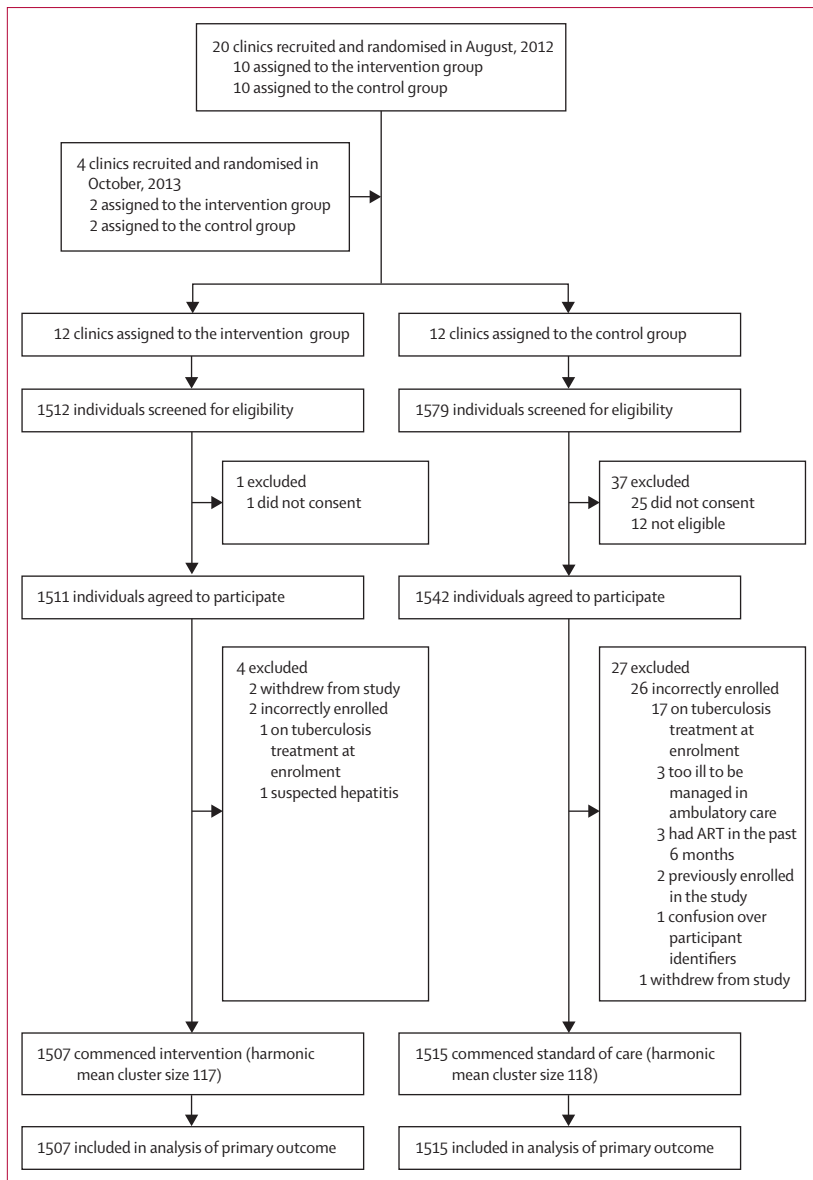 20 clinics recruited and randomised in August, 2012
10 assigned to the intervention group
10 assigned to the control group
4 clinics recruited and randomised in
October, 2013
2 assigned to the intervention group
2 assigned to the control group
12 clinics assigned to the intervention group
12 clinics assigned to the control group
1512 individuals screened for eligibility
1579 individuals screened for eligibility
1 excluded
1 did not consent
37 excluded
25 did not consent
12 not eligible
1511 individuals agreed to participate
1542 individuals agreed to participate
4 excluded
2 withdrew from study
2 incorrectly enrolled
1 on tuberculosis
treatment at
enrolment
1 suspected hepatitis
27 excluded
26 incorrectly enrolled
17 on tuberculosis
treatment at
enrolment
3 too ill to be
managed in
ambulatory care
3 had ART in the past
6 months
2 previously enrolled
in the study
1 confusion over
participant
identifiers
1 withdrew from study
1507 commenced intervention (harmonic
mean cluster size 117)
1515 commenced standard of care (harmonic
mean cluster size 118)
1507 included in analysis of primary outcome
1515 included in analysis of primary outcome